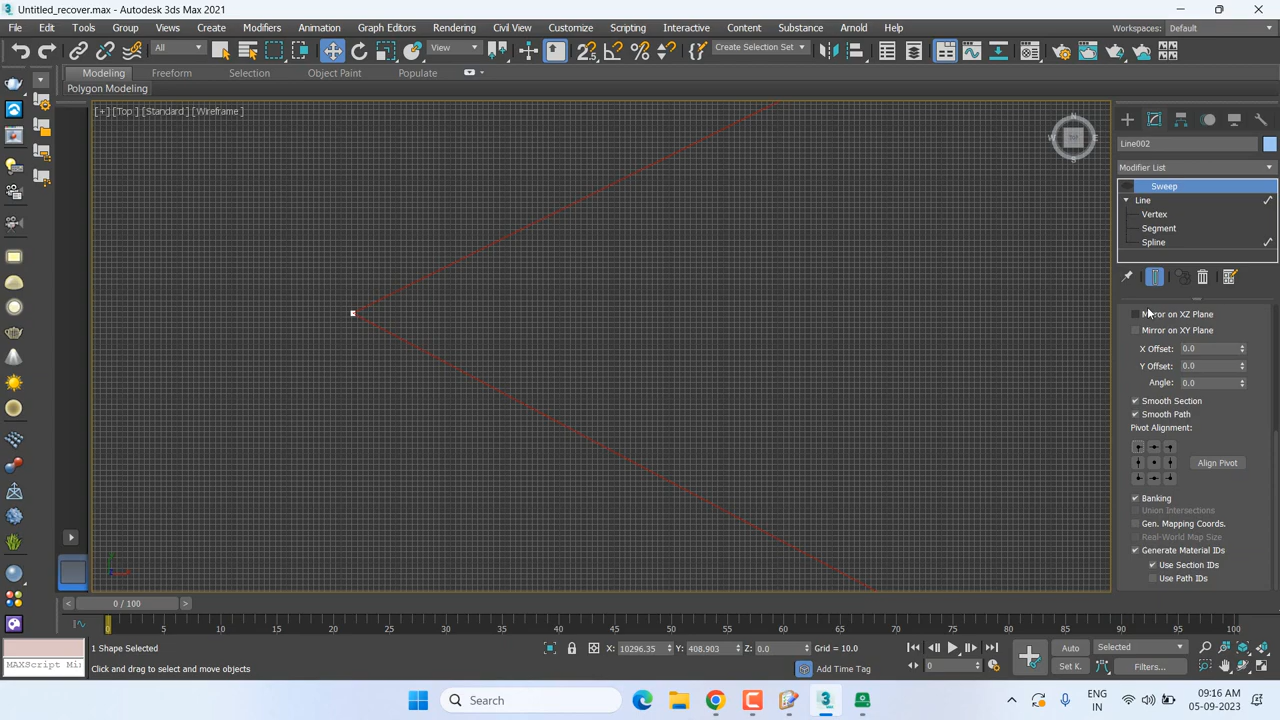 Untitled_recover.max - Autodesk 3ds Max 2021
File Edit Tools Group Views Create Modifiers Animation Graph Editors Rendering Civil View Customize Scripting Interactive Content Substance Arnold Help
Workspaces: Default
All View Create Selection Set
Modeling Freeform Selection Object Paint Populate
Polygon Modeling
[+] [Top ] [Standard ] [Wireframe ]
N
W E
S
Line002
Modifier List
Sweep
Line
Vertex
Segment
Spline
Mirror on XZ Plane
Mirror on XY Plane
X Offset: 0.0
Y Offset: 0.0
Angle: 0.0
Smooth Section
Smooth Path
Pivot Alignment:
Align Pivot
Banking
Union Intersections
Gen. Mapping Coords.
Real-World Map Size
Generate Material IDs
Use Section IDs
Use Path IDs
< 0 / 100 >
0 5 10 15 20 25 30 35 40 45 50 55 60 65 70 75 80 85 90 95 100
1 Shape Selected
X: 10296.35 Y: 408.903 Z: 0.0 Grid = 10.0
Auto Selected
MAXScript Mi
Click and drag to select and move objects
Add Time Tag
0
Set K. Filters...
Search
ENG
IN
09:16 AM
05-09-2023